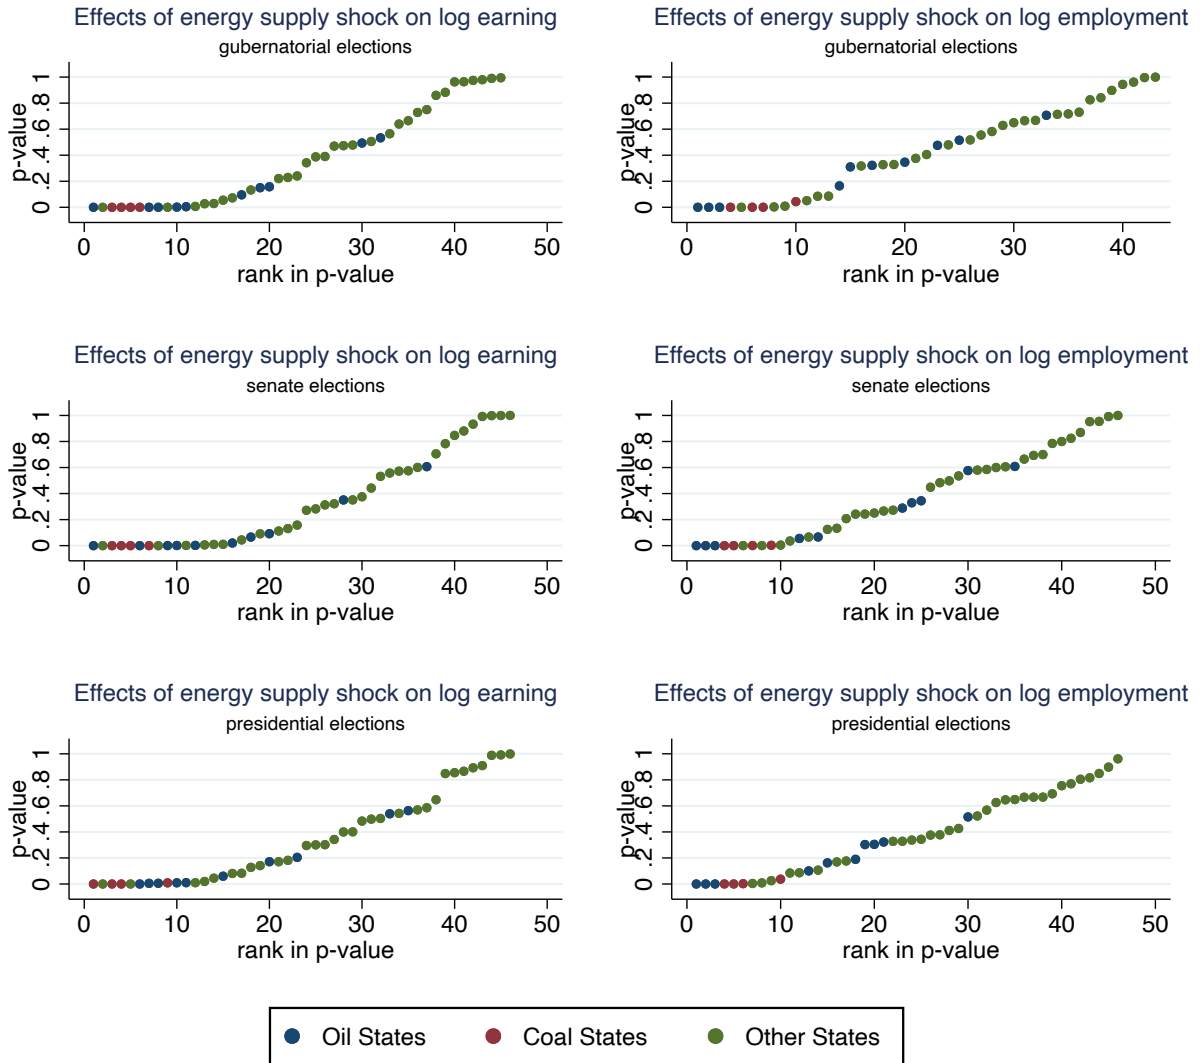 Effects of energy supply shock on log earning
gubernatorial elections
p-value
0 .2 .4 .6 .8 1
0 10 20 30 40 50
rank in p-value
Effects of energy supply shock on log employment
gubernatorial elections
p-value
0 .2 .4 .6 .8 1
0 10 20 30 40
rank in p-value
Effects of energy supply shock on log earning
senate elections
p-value
0 .2 .4 .6 .8 1
0 10 20 30 40 50
rank in p-value
Effects of energy supply shock on log employment
senate elections
p-value
0 .2 .4 .6 .8 1
0 10 20 30 40 50
rank in p-value
Effects of energy supply shock on log earning
presidential elections
p-value
0 .2 .4 .6 .8 1
0 10 20 30 40 50
rank in p-value
Effects of energy supply shock on log employment
presidential elections
p-value
0 .2 .4 .6 .8 1
0 10 20 30 40 50
rank in p-value
Oil States Coal States Other States